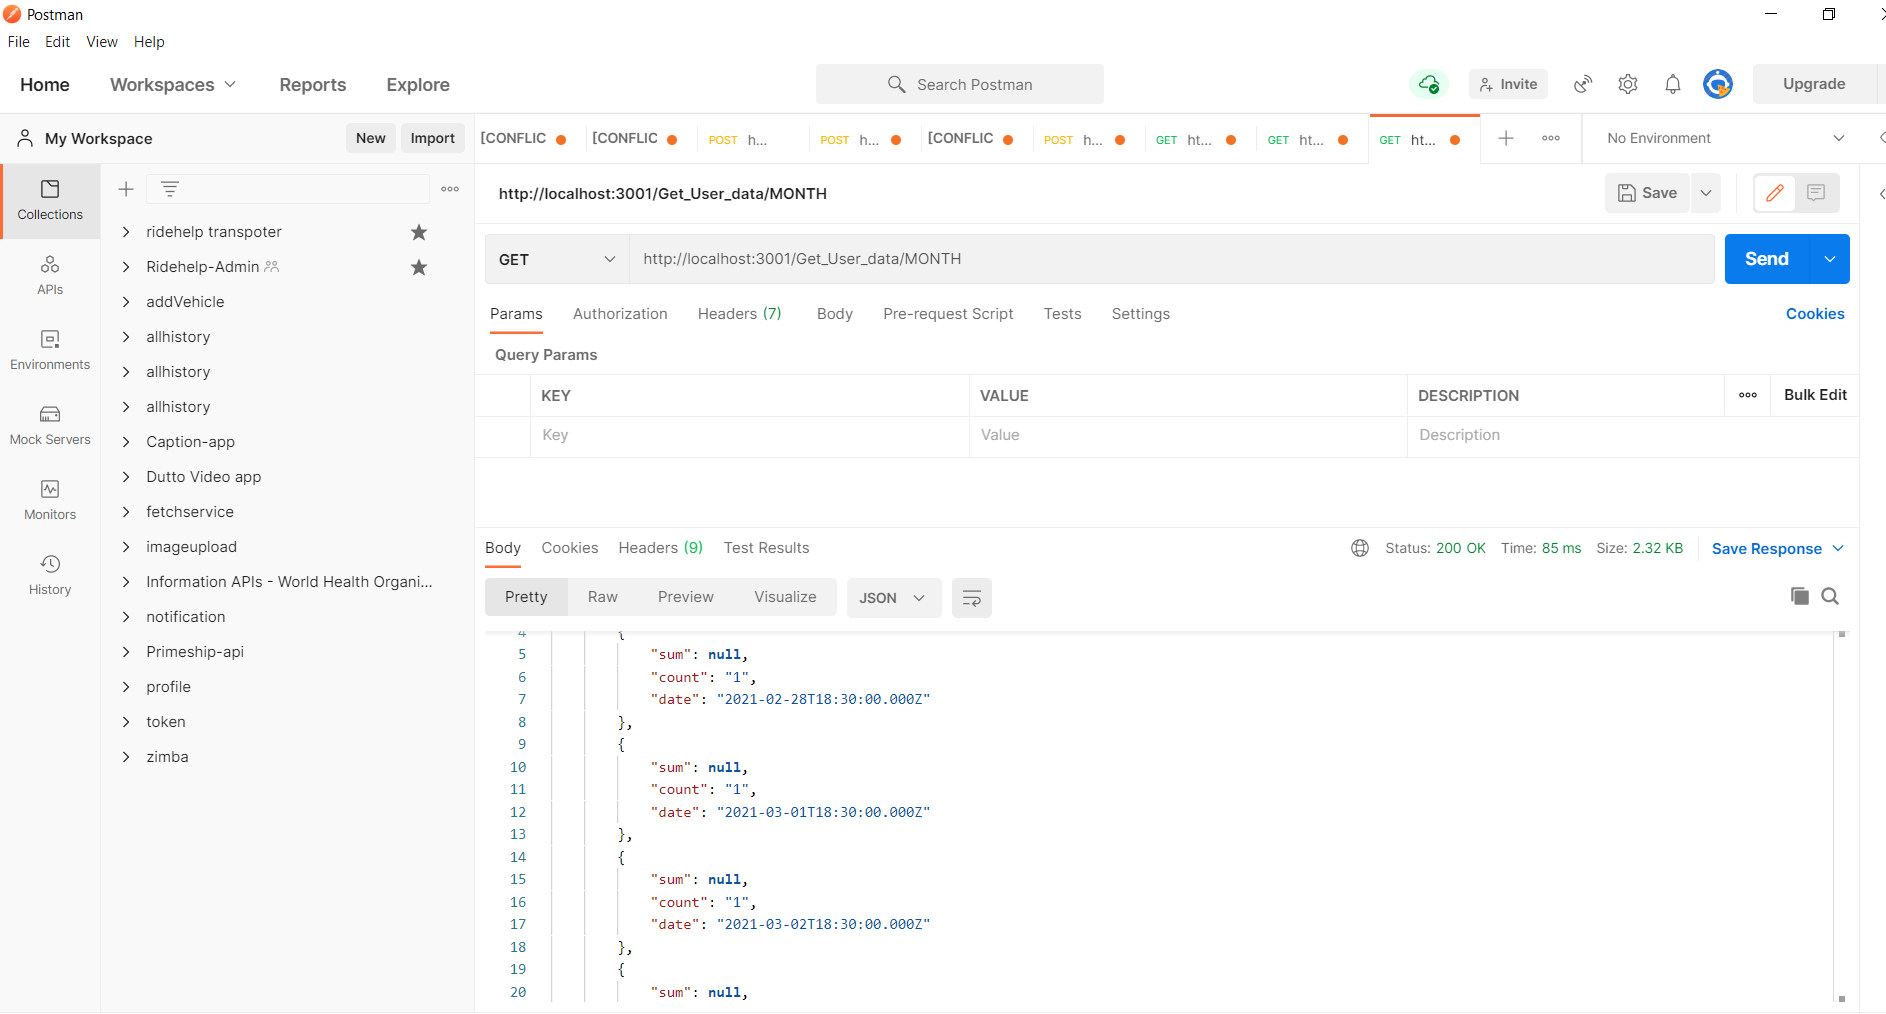 Postman
File Edit View Help
Home Workspaces Reports Explore Search Postman Invite Upgrade
My Workspace New Import [CONFLIC [CONFLIC POST h... POST h... [CONFLIC POST h... GET ht... GET ht... GET ht... No Environment
http://localhost:3001/Get_User_data/MONTH Save
Collections
APIs
Environments
Mock Servers
Monitors
History
ridehelp transpoter
Ridehelp-Admin
addVehicle
allhistory
allhistory
allhistory
Caption-app
Dutto Video app
fetchservice
imageupload
Information APIs - World Health Organi...
notification
Primeship-api
profile
token
zimba
GET http://localhost:3001/Get_User_data/MONTH Send
Params Authorization Headers (7) Body Pre-request Script Tests Settings Cookies
Query Params
KEY VALUE DESCRIPTION Bulk Edit
Key Value Description
Body Cookies Headers (9) Test Results Status: 200 OK Time: 85 ms Size: 2.32 KB Save Response
Pretty Raw Preview Visualize JSON
4 {
5 "sum": null,
6 "count": "1",
7 "date": "2021-02-28T18:30:00.000Z"
8 },
9 {
10 "sum": null,
11 "count": "1",
12 "date": "2021-03-01T18:30:00.000Z"
13 },
14 {
15 "sum": null,
16 "count": "1",
17 "date": "2021-03-02T18:30:00.000Z"
18 },
19 {
20 "sum": null,